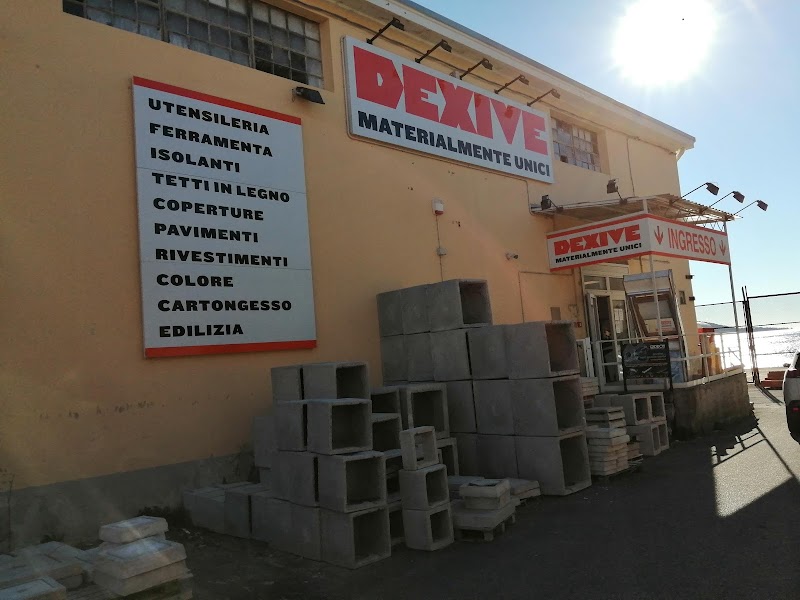 UTENSILERIA
FERRAMENTA
ISOLANTI
TETTI IN LEGNO
COPERTURE
PAVIMENTI
RIVESTIMENTI
COLORE
CARTONGESSO
EDILIZIA
DEXIVE
MATERIALMENTE UNICI
DEXIVE
MATERIALMENTE UNICI
INGRESSO